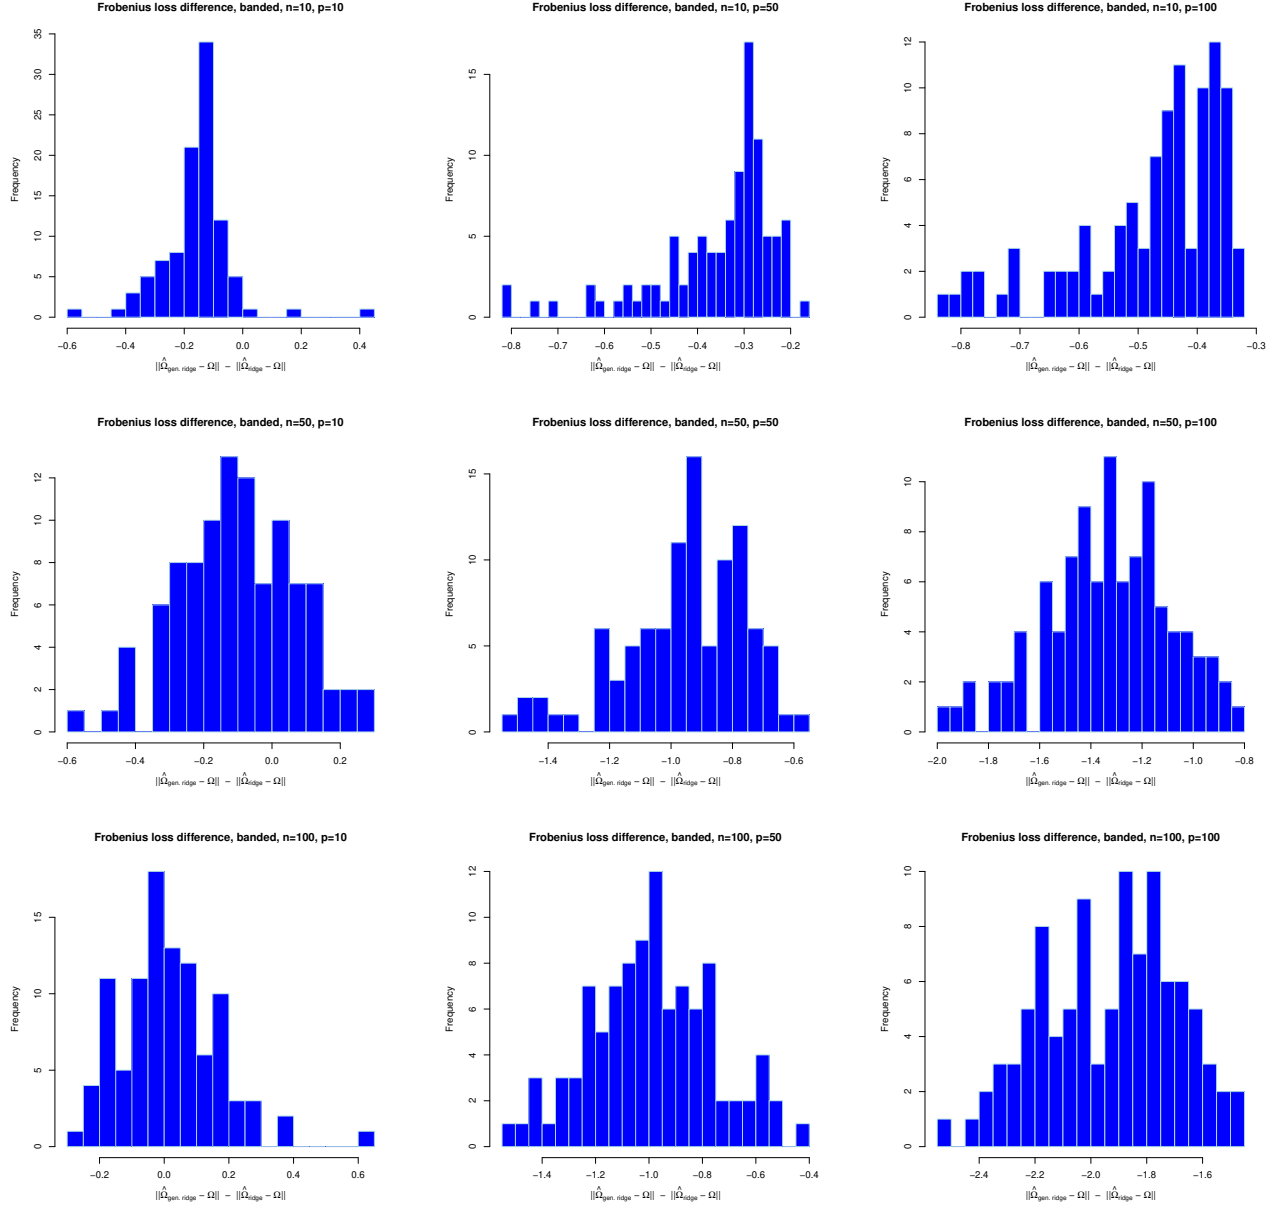 Frobenius loss difference, banded, n=10, p=10
Frequency
0 5 10 15 20 25 30 35
−0.6 −0.4 −0.2 0.0 0.2 0.4
||Ω̂gen. ridge − Ω|| − ||Ω̂ridge − Ω||
Frobenius loss difference, banded, n=10, p=50
Frequency
0 5 10 15
−0.8 −0.7 −0.6 −0.5 −0.4 −0.3 −0.2
||Ω̂gen. ridge − Ω|| − ||Ω̂ridge − Ω||
Frobenius loss difference, banded, n=10, p=100
Frequency
0 2 4 6 8 10 12
−0.8 −0.7 −0.6 −0.5 −0.4 −0.3
||Ω̂gen. ridge − Ω|| − ||Ω̂ridge − Ω||
Frobenius loss difference, banded, n=50, p=10
Frequency
0 2 4 6 8 10 12
−0.6 −0.4 −0.2 0.0 0.2
||Ω̂gen. ridge − Ω|| − ||Ω̂ridge − Ω||
Frobenius loss difference, banded, n=50, p=50
Frequency
0 5 10 15
−1.4 −1.2 −1.0 −0.8 −0.6
||Ω̂gen. ridge − Ω|| − ||Ω̂ridge − Ω||
Frobenius loss difference, banded, n=50, p=100
Frequency
0 2 4 6 8 10
−2.0 −1.8 −1.6 −1.4 −1.2 −1.0 −0.8
||Ω̂gen. ridge − Ω|| − ||Ω̂ridge − Ω||
Frobenius loss difference, banded, n=100, p=10
Frequency
0 5 10 15
−0.2 0.0 0.2 0.4 0.6
||Ω̂gen. ridge − Ω|| − ||Ω̂ridge − Ω||
Frobenius loss difference, banded, n=100, p=50
Frequency
0 2 4 6 8 10 12
−1.4 −1.2 −1.0 −0.8 −0.6 −0.4
||Ω̂gen. ridge − Ω|| − ||Ω̂ridge − Ω||
Frobenius loss difference, banded, n=100, p=100
Frequency
0 2 4 6 8 10
−2.4 −2.2 −2.0 −1.8 −1.6
||Ω̂gen. ridge − Ω|| − ||Ω̂ridge − Ω||